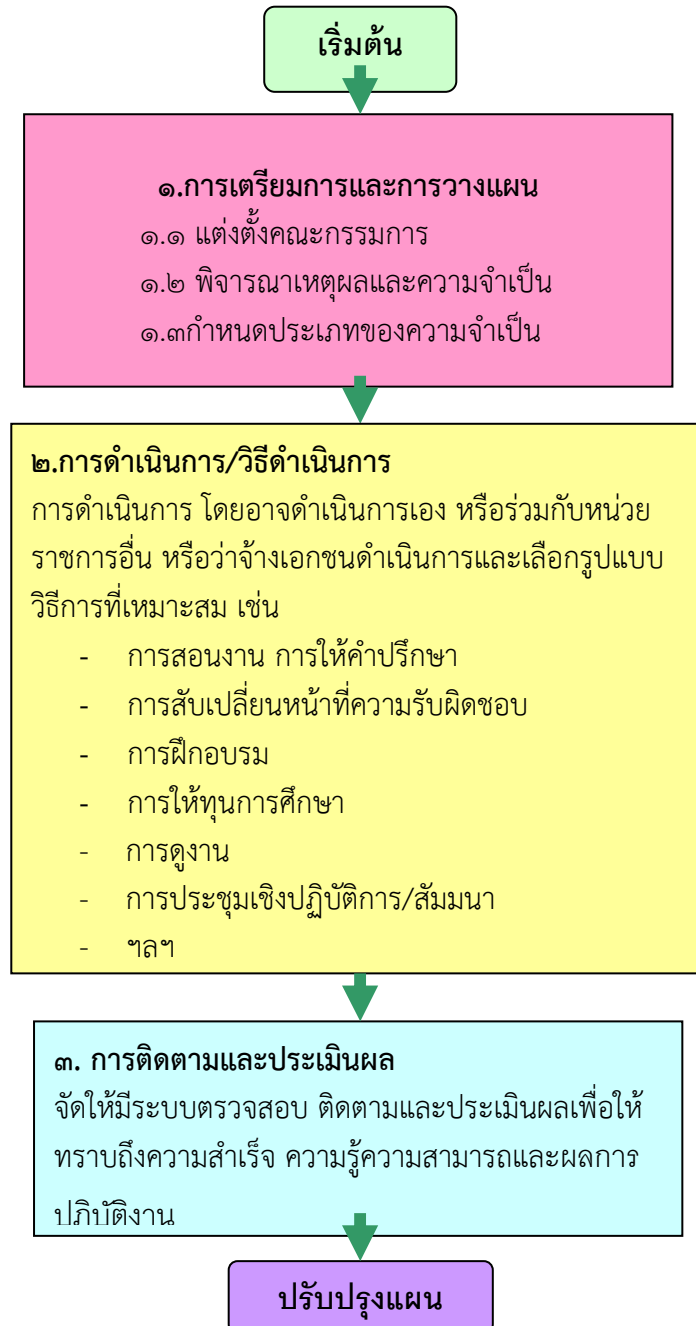 เริ่มต้น
๑.การเตรียมการและการวางแผน
๑.๑ แต่งตั้งคณะกรรมการ
๑.๒ พิจารณาเหตุผลและความจำเป็น
๑.๓กำหนดประเภทของความจำเป็น
๒.การดำเนินการ/วิธีดำเนินการ
การดำเนินการ โดยอาจดำเนินการเอง หรือร่วมกับหน่วย
ราชการอื่น หรือว่าจ้างเอกชนดำเนินการและเลือกรูปแบบ
วิธีการที่เหมาะสม เช่น
- การสอนงาน การให้คำปรึกษา
- การสับเปลี่ยนหน้าที่ความรับผิดชอบ
- การฝึกอบรม
- การให้ทุนการศึกษา
- การดูงาน
- การประชุมเชิงปฏิบัติการ/สัมมนา
- ฯลฯ
๓. การติดตามและประเมินผล
จัดให้มีระบบตรวจสอบ ติดตามและประเมินผลเพื่อให้
ทราบถึงความสำเร็จ ความรู้ความสามารถและผลการ
ปฏิบัติงาน
ปรับปรุงแผน